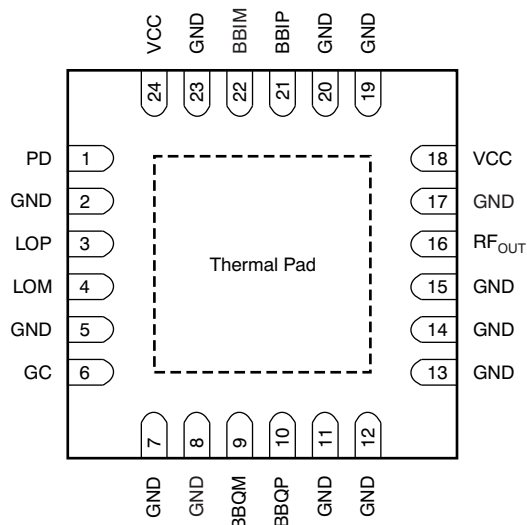 VCC GND BBIM BBIP GND GND
24 23 22 21 20 19
PD 1 18 VCC
GND 2 17 GND
LOP 3 16 RF_OUT
Thermal Pad
LOM 4 15 GND
GND 5 14 GND
GC 6 13 GND
7 8 9 10 11 12
GND GND BBQM BBQP GND GND